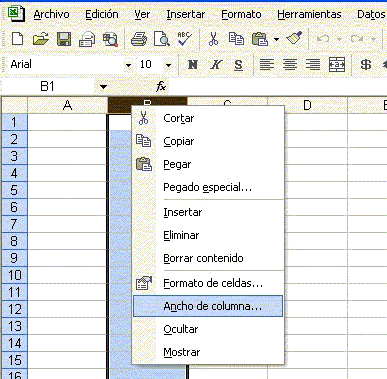 Archivo Edición Ver Insertar Formato Herramientas Datos
Arial 10 N K S $
B1 fx
A B C D E
1
2
3
4
5
6
7
8
9
10
11
12
13
14
15
16
Cortar
Copiar
Pegar
Pegado especial...
Insertar
Eliminar
Borrar contenido
Formato de celdas...
Ancho de columna...
Ocultar
Mostrar